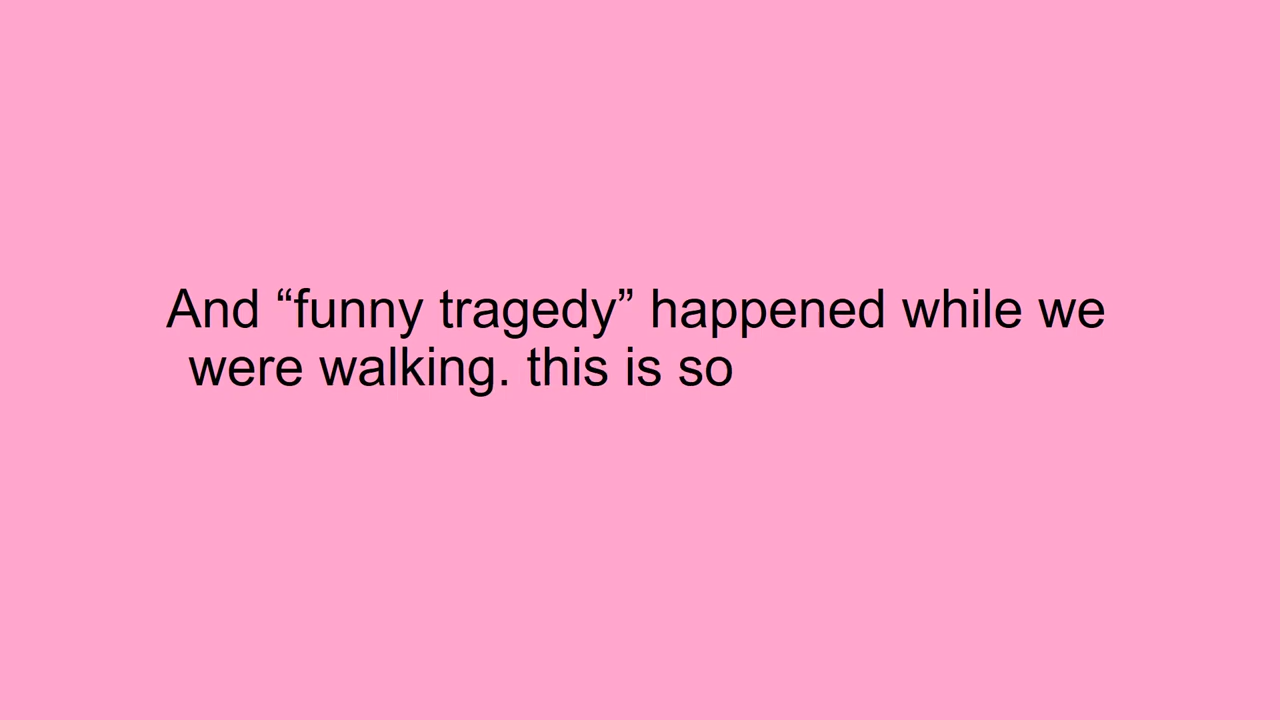 And “funny tragedy” happened while we
were walking. this is so